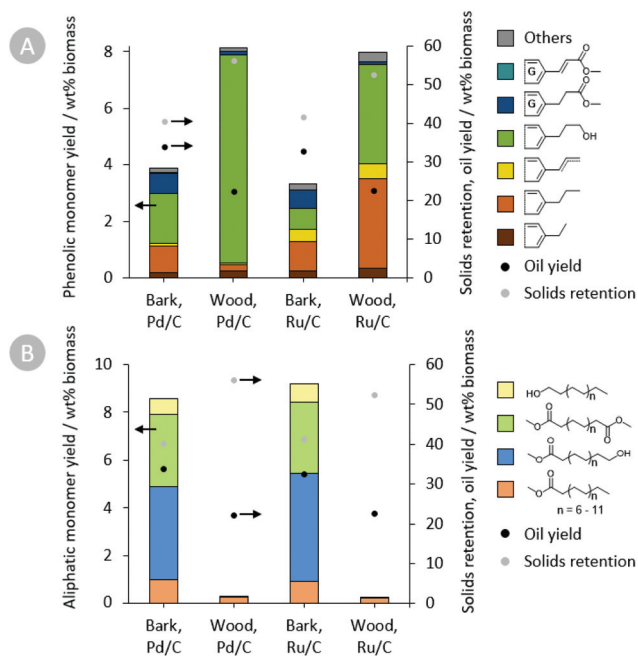 A
Phenolic monomer yield / wt% biomass
8
6
4
2
0
60
50
40
30
20
10
0
Solids retention, oil yield / wt% biomass
Bark, Pd/C
Wood, Pd/C
Bark, Ru/C
Wood, Ru/C
Others
G O O
G O O
OH
Oil yield
Solids retention
B
Aliphatic monomer yield / wt% biomass
10
8
6
4
2
0
60
50
40
30
20
10
0
Solids retention, oil yield / wt% biomass
Bark, Pd/C
Wood, Pd/C
Bark, Ru/C
Wood, Ru/C
HO ( )n
O O ( )n O O
O O ( )n OH
O O ( )n
n = 6 - 11
Oil yield
Solids retention